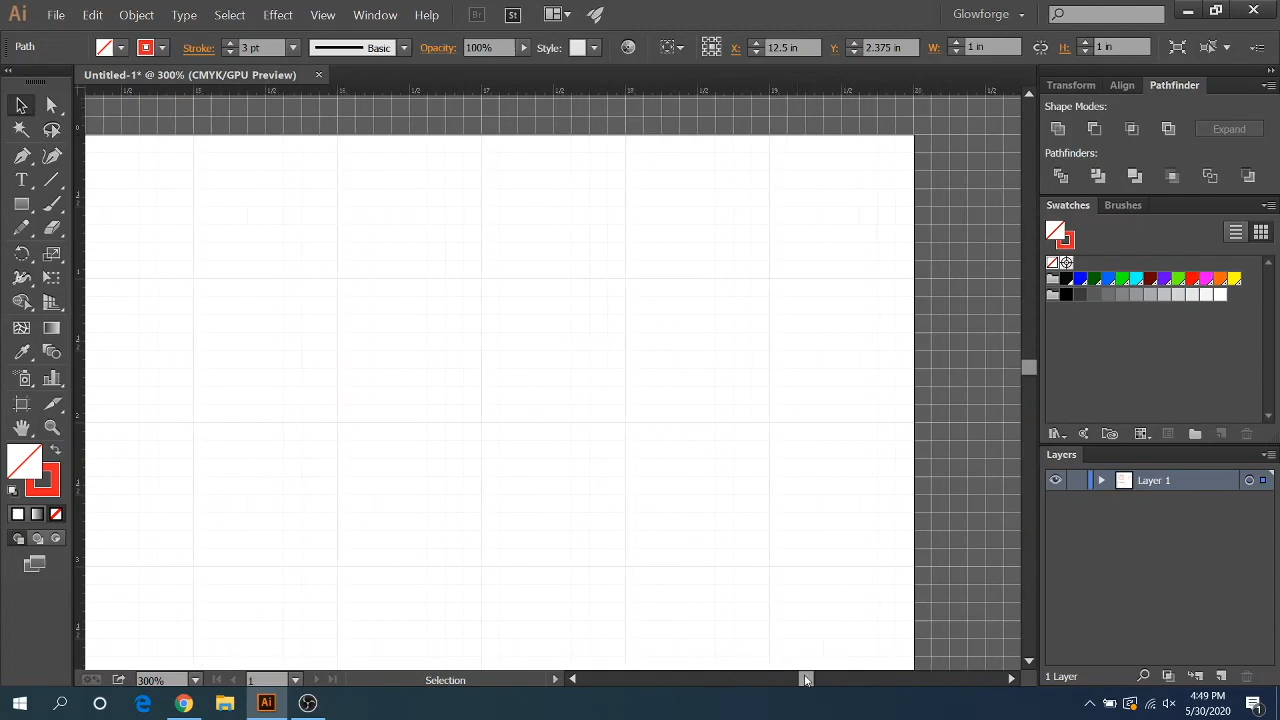 Ai File Edit Object Type Select Effect View Window Help Br St Glowforge
Path Stroke: 3 pt Basic Opacity: 100% Style: X: 12.5 in Y: 2.375 in W: 1 in H: 1 in
Untitled-1* @ 300% (CMYK/GPU Preview)
Transform Align Pathfinder
Shape Modes:
Expand
Pathfinders:
Swatches Brushes
Layers
Layer 1
1 Layer
300% 1 Selection
Ai
4:49 PM
5/30/2020